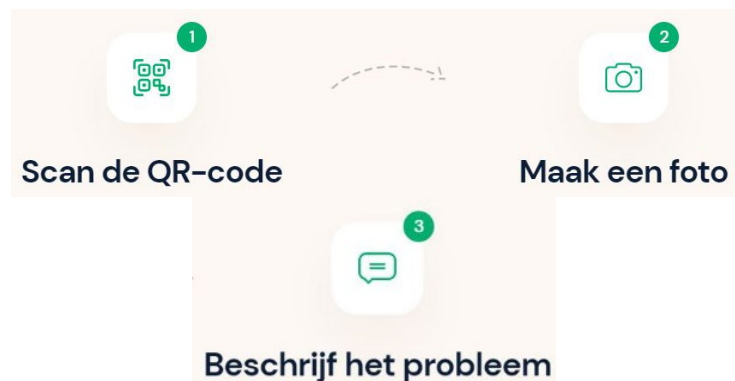 1
2
Scan de QR-code
Maak een foto
3
Beschrijf het probleem